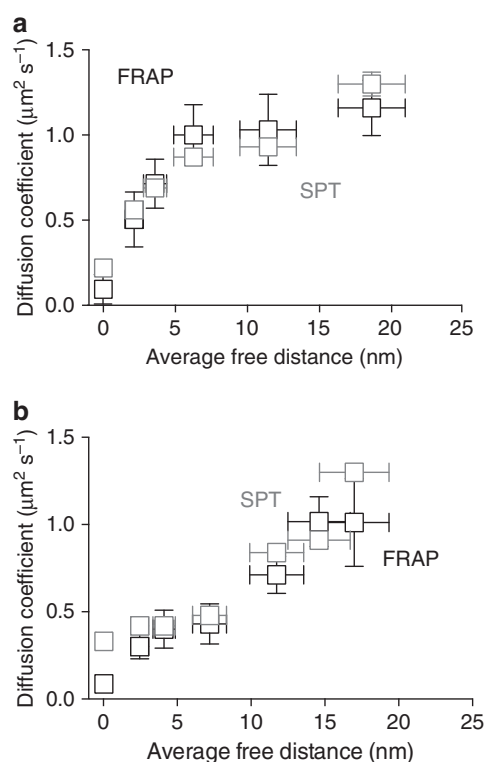 a
1.5
FRAP
1.0
SPT
0.5
0.0
0 5 10 15 20 25
Diffusion coefficient (μm² s⁻¹)
Average free distance (nm)
b
1.5
SPT
1.0
FRAP
0.5
0.0
0 5 10 15 20 25
Diffusion coefficient (μm² s⁻¹)
Average free distance (nm)